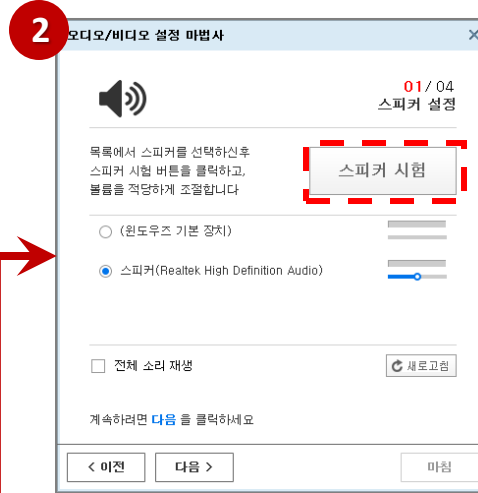 2
오디오/비디오 설정 마법사
01/ 04
스피커 설정
목록에서 스피커를 선택하신후
스피커 시험 버튼을 클릭하고,
볼륨을 적당하게 조절합니다
스피커 시험
(윈도우즈 기본 장치)
스피커(Realtek High Definition Audio)
전체 소리 재생
새로고침
계속하려면 다음 을 클릭하세요
< 이전
다음 >
마침